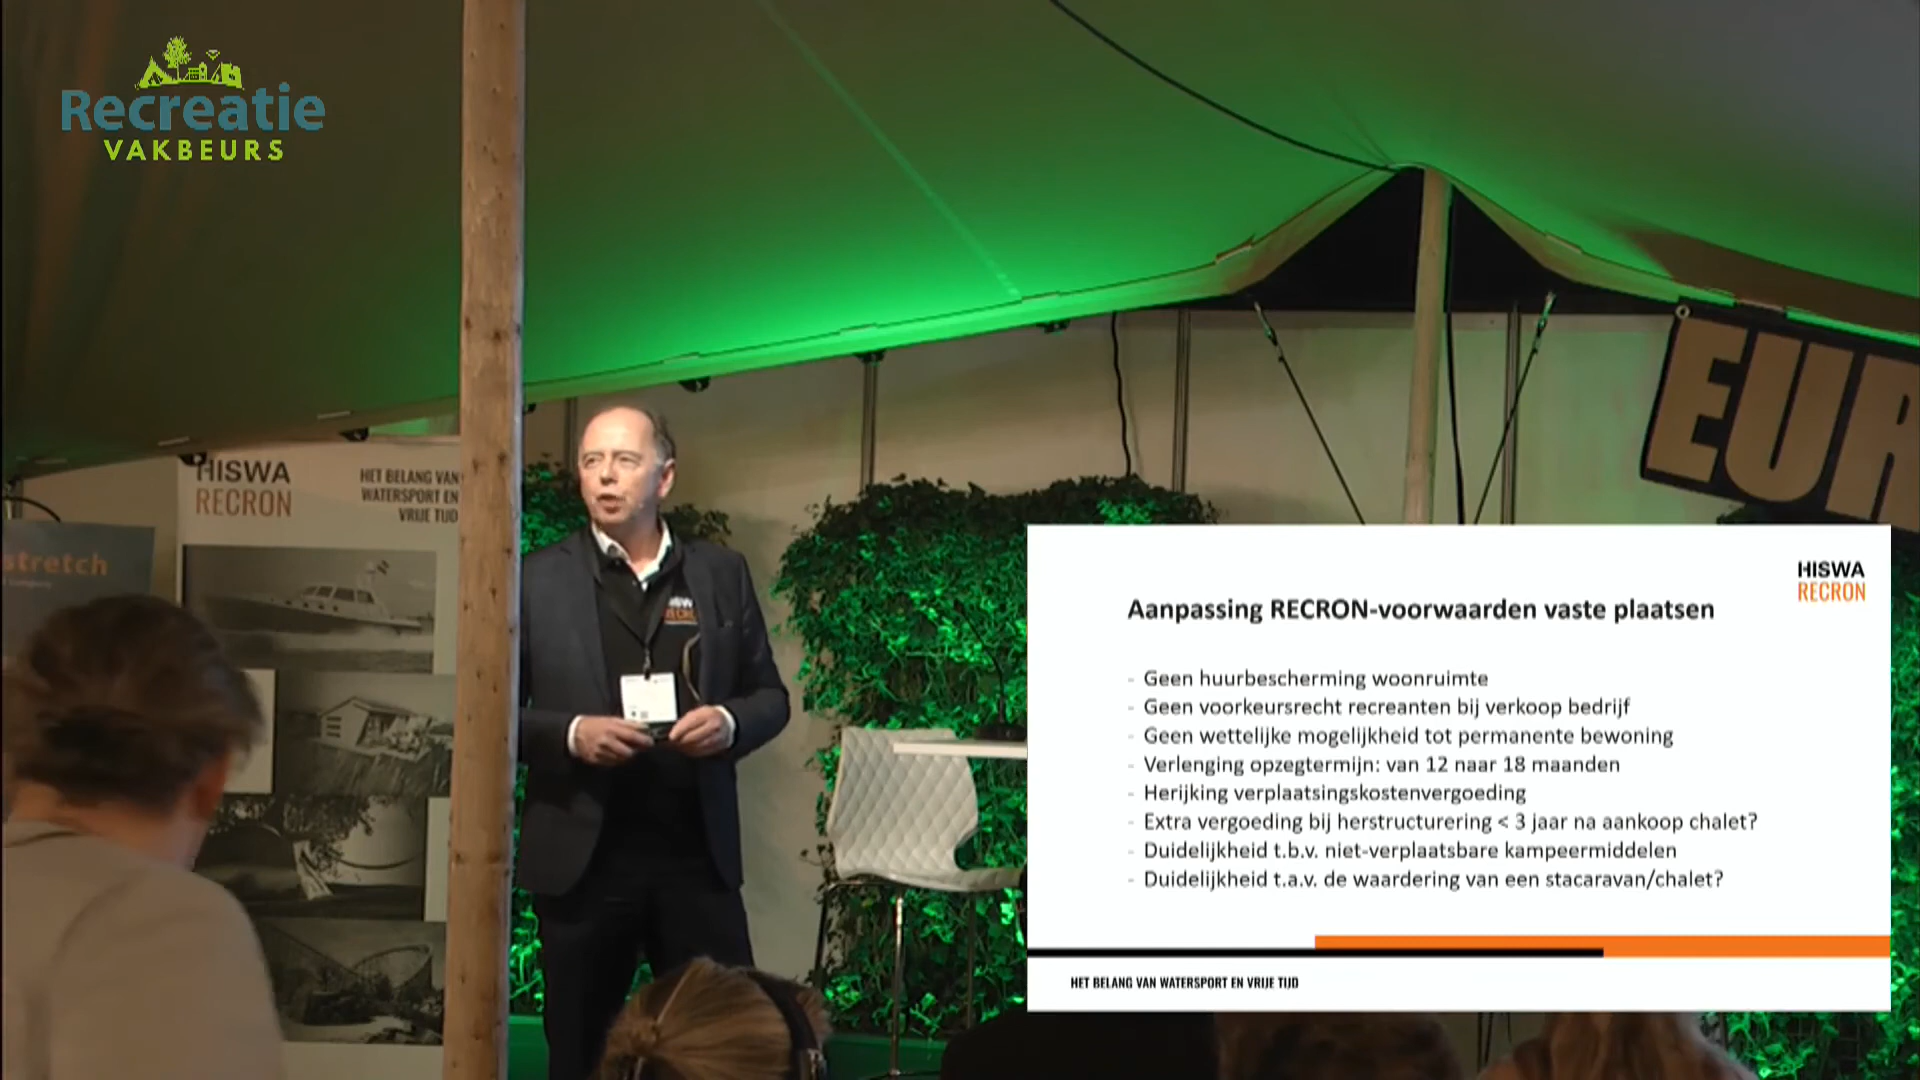 Recreatie
VAKBEURS
EUR
HISWA
RECRON
HET BELANG VAN
WATERSPORT EN
VRIJE TIJD
stretch
HISWA
RECRON
HISWA
RECRON
Aanpassing RECRON-voorwaarden vaste plaatsen
- Geen huurbescherming woonruimte
- Geen voorkeursrecht recreanten bij verkoop bedrijf
- Geen wettelijke mogelijkheid tot permanente bewoning
- Verlenging opzegtermijn: van 12 naar 18 maanden
- Herijking verplaatsingskostenvergoeding
- Extra vergoeding bij herstructurering < 3 jaar na aankoop chalet?
- Duidelijkheid t.b.v. niet-verplaatsbare kampeermiddelen
- Duidelijkheid t.a.v. de waardering van een stacaravan/chalet?
HET BELANG VAN WATERSPORT EN VRIJE TIJD